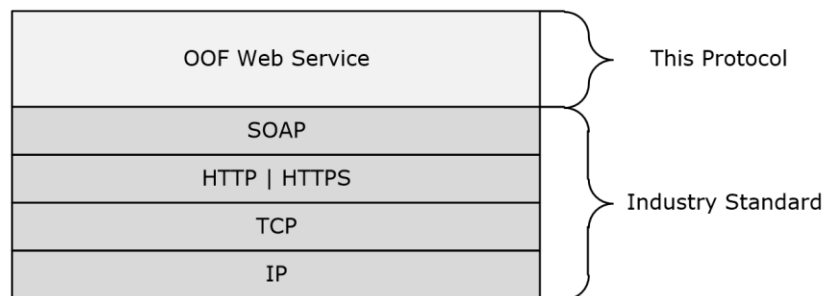 OOF Web Service
This Protocol
SOAP
HTTP | HTTPS
Industry Standard
TCP
IP